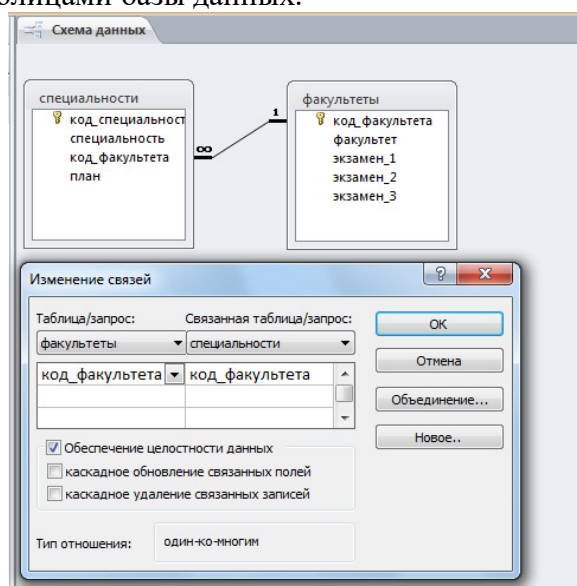 олицами базы данных.
Схема данных
специальности
код_специальност
специальность
код_факультета
план
∞
1
факультеты
код_факультета
факультет
экзамен_1
экзамен_2
экзамен_3
Изменение связей
Таблица/запрос: Связанная таблица/запрос:
факультеты специальности
код_факультета код_факультета
Обеспечение целостности данных
каскадное обновление связанных полей
каскадное удаление связанных записей
Тип отношения: один-ко-многим
ОК
Отмена
Объединение...
Новое..